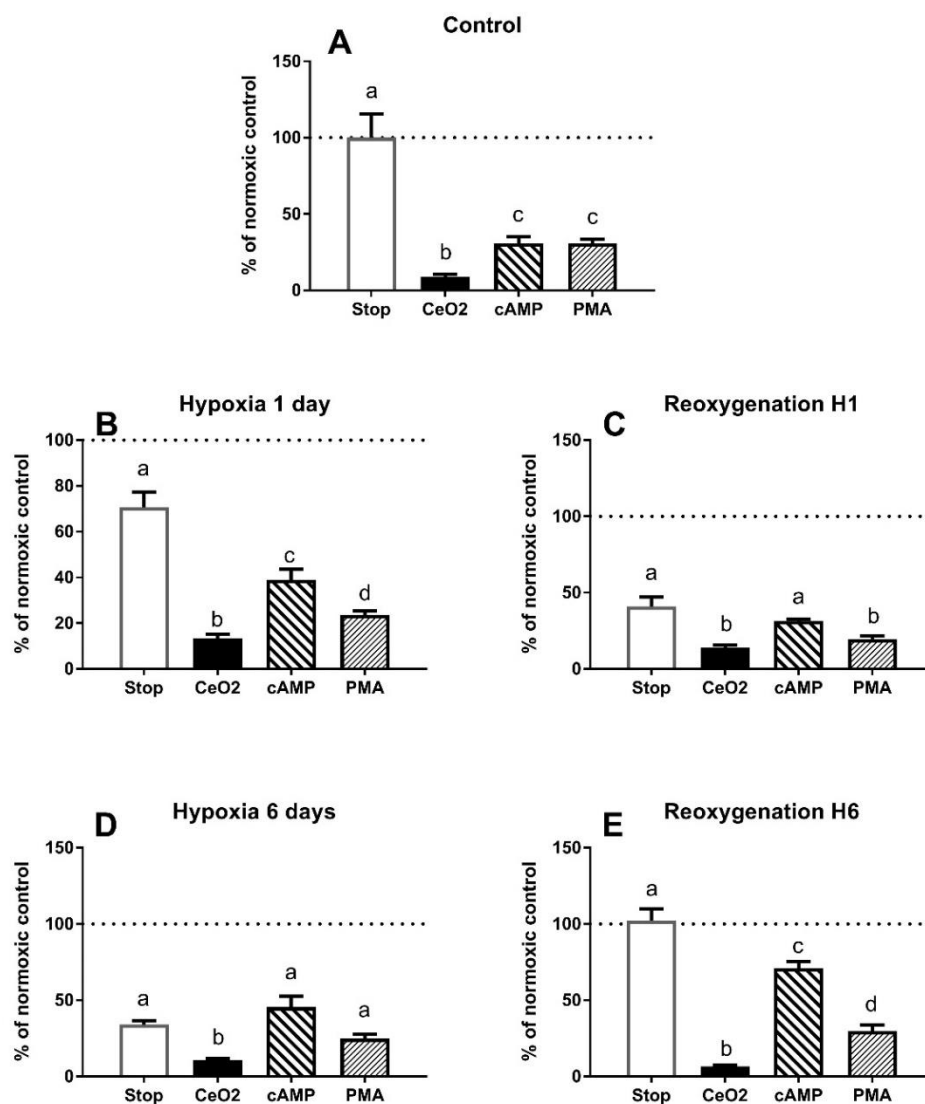 A
Control
% of normoxic control
150
100
50
0
a
b
c
c
Stop CeO2 cAMP PMA
B
Hypoxia 1 day
% of normoxic control
100
80
60
40
20
0
a
b
c
d
Stop CeO2 cAMP PMA
C
Reoxygenation H1
% of normoxic control
150
100
50
0
a
b
a
b
Stop CeO2 cAMP PMA
D
Hypoxia 6 days
% of normoxic control
150
100
50
0
a
b
a
a
Stop CeO2 cAMP PMA
E
Reoxygenation H6
% of normoxic control
150
100
50
0
a
b
c
d
Stop CeO2 cAMP PMA